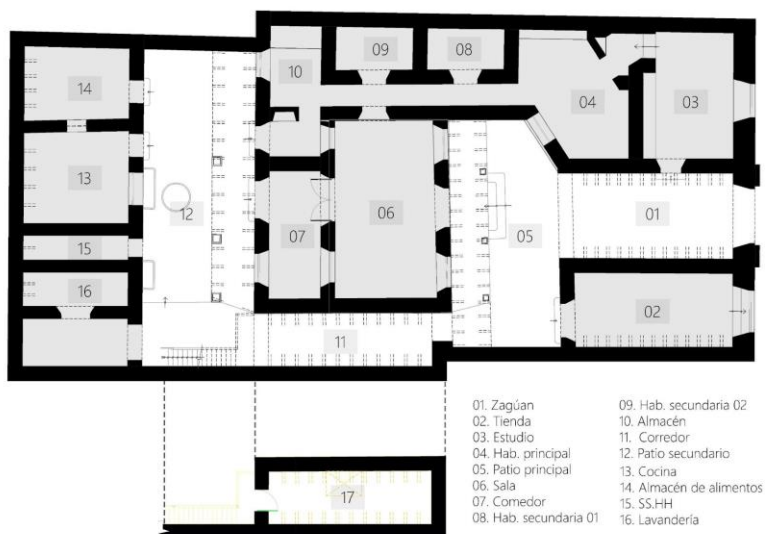 14
10
09
08
04
03
13
12
07
06
05
01
15
16
11
02
17
01. Zagúan
02. Tienda
03. Estudio
04. Hab. principal
05. Patio principal
06. Sala
07. Comedor
08. Hab. secundaria 01
09. Hab. secundaria 02
10. Almacén
11. Corredor
12. Patio secundario
13. Cocina
14. Almacén de alimentos
15. SS.HH
16. Lavandería